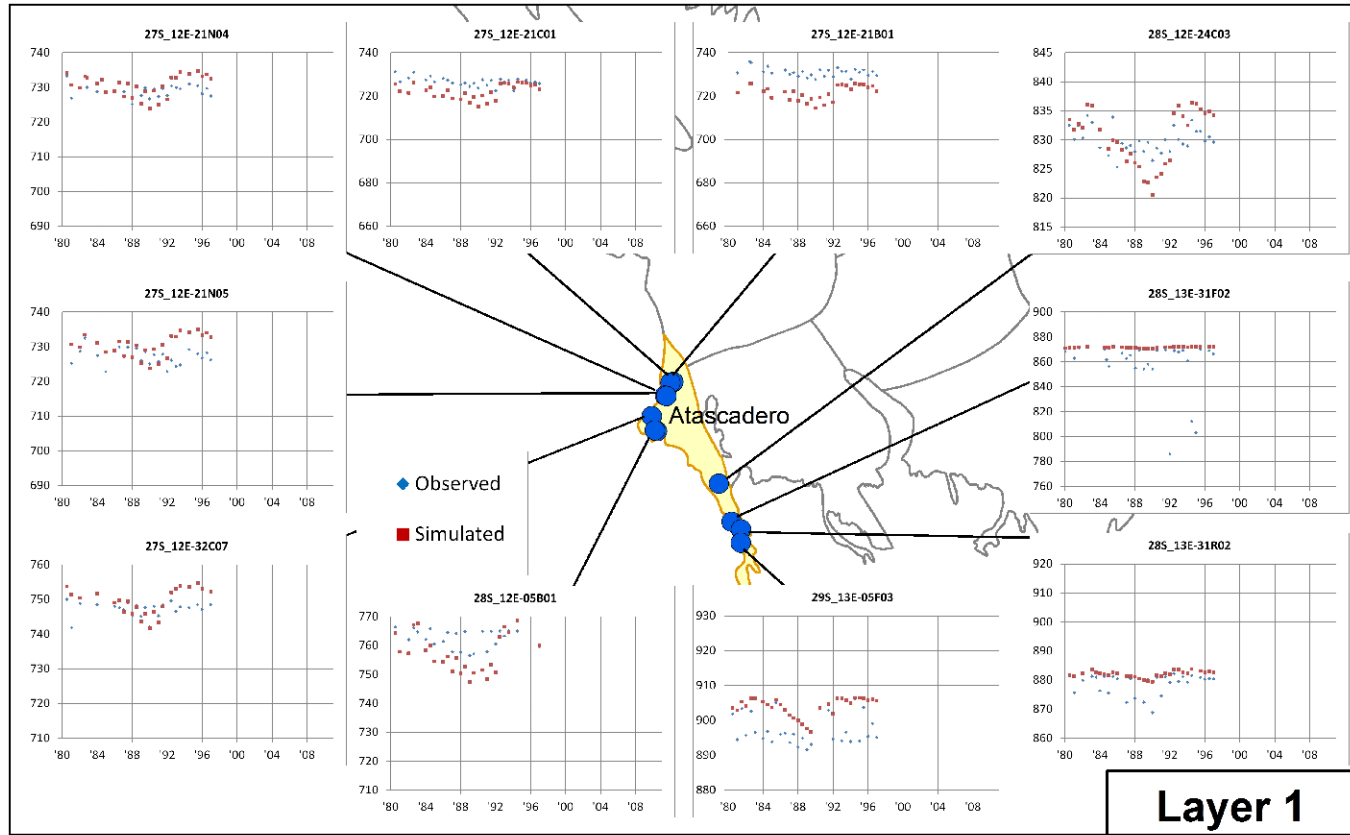 27S_12E-21N04
740
730
720
710
700
690
'80 '84 '88 '92 '96 '00 '04 '08
27S_12E-21C01
740
720
700
680
660
'80 '84 '88 '92 '96 '00 '04 '08
27S_12E-21B01
740
720
700
680
660
'80 '84 '88 '92 '96 '00 '04 '08
28S_12E-24C03
845
840
835
830
825
820
815
'80 '84 '88 '92 '96 '00 '04 '08
27S_12E-21N05
740
730
720
710
700
690
'80 '84 '88 '92 '96 '00 '04 '08
Atascadero
Observed
Simulated
28S_13E-31F02
900
880
860
840
820
800
780
760
'80 '84 '88 '92 '96 '00 '04 '08
27S_12E-32C07
760
750
740
730
720
710
'80 '84 '88 '92 '96 '00 '04 '08
28S_12E-05B01
770
760
750
740
730
720
710
'80 '84 '88 '92 '96 '00 '04 '08
29S_13E-05F03
930
920
910
900
890
880
'80 '84 '88 '92 '96 '00 '04 '08
28S_13E-31R02
920
910
900
890
880
870
860
'80 '84 '88 '92 '96 '00 '04 '08
Layer 1